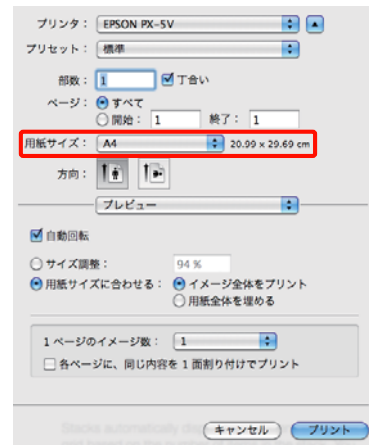 プリンタ： EPSON PX-5V
プリセット： 標準
部数： 1 丁合い
ページ： すべて
開始： 1 終了： 1
用紙サイズ： A4 20.99 x 29.69 cm
方向：
プレビュー
自動回転
サイズ調整： 94 %
用紙サイズに合わせる： イメージ全体をプリント
用紙全体を埋める
1 ページのイメージ数： 1
各ページに、同じ内容を 1 面割り付けでプリント
キャンセル プリント